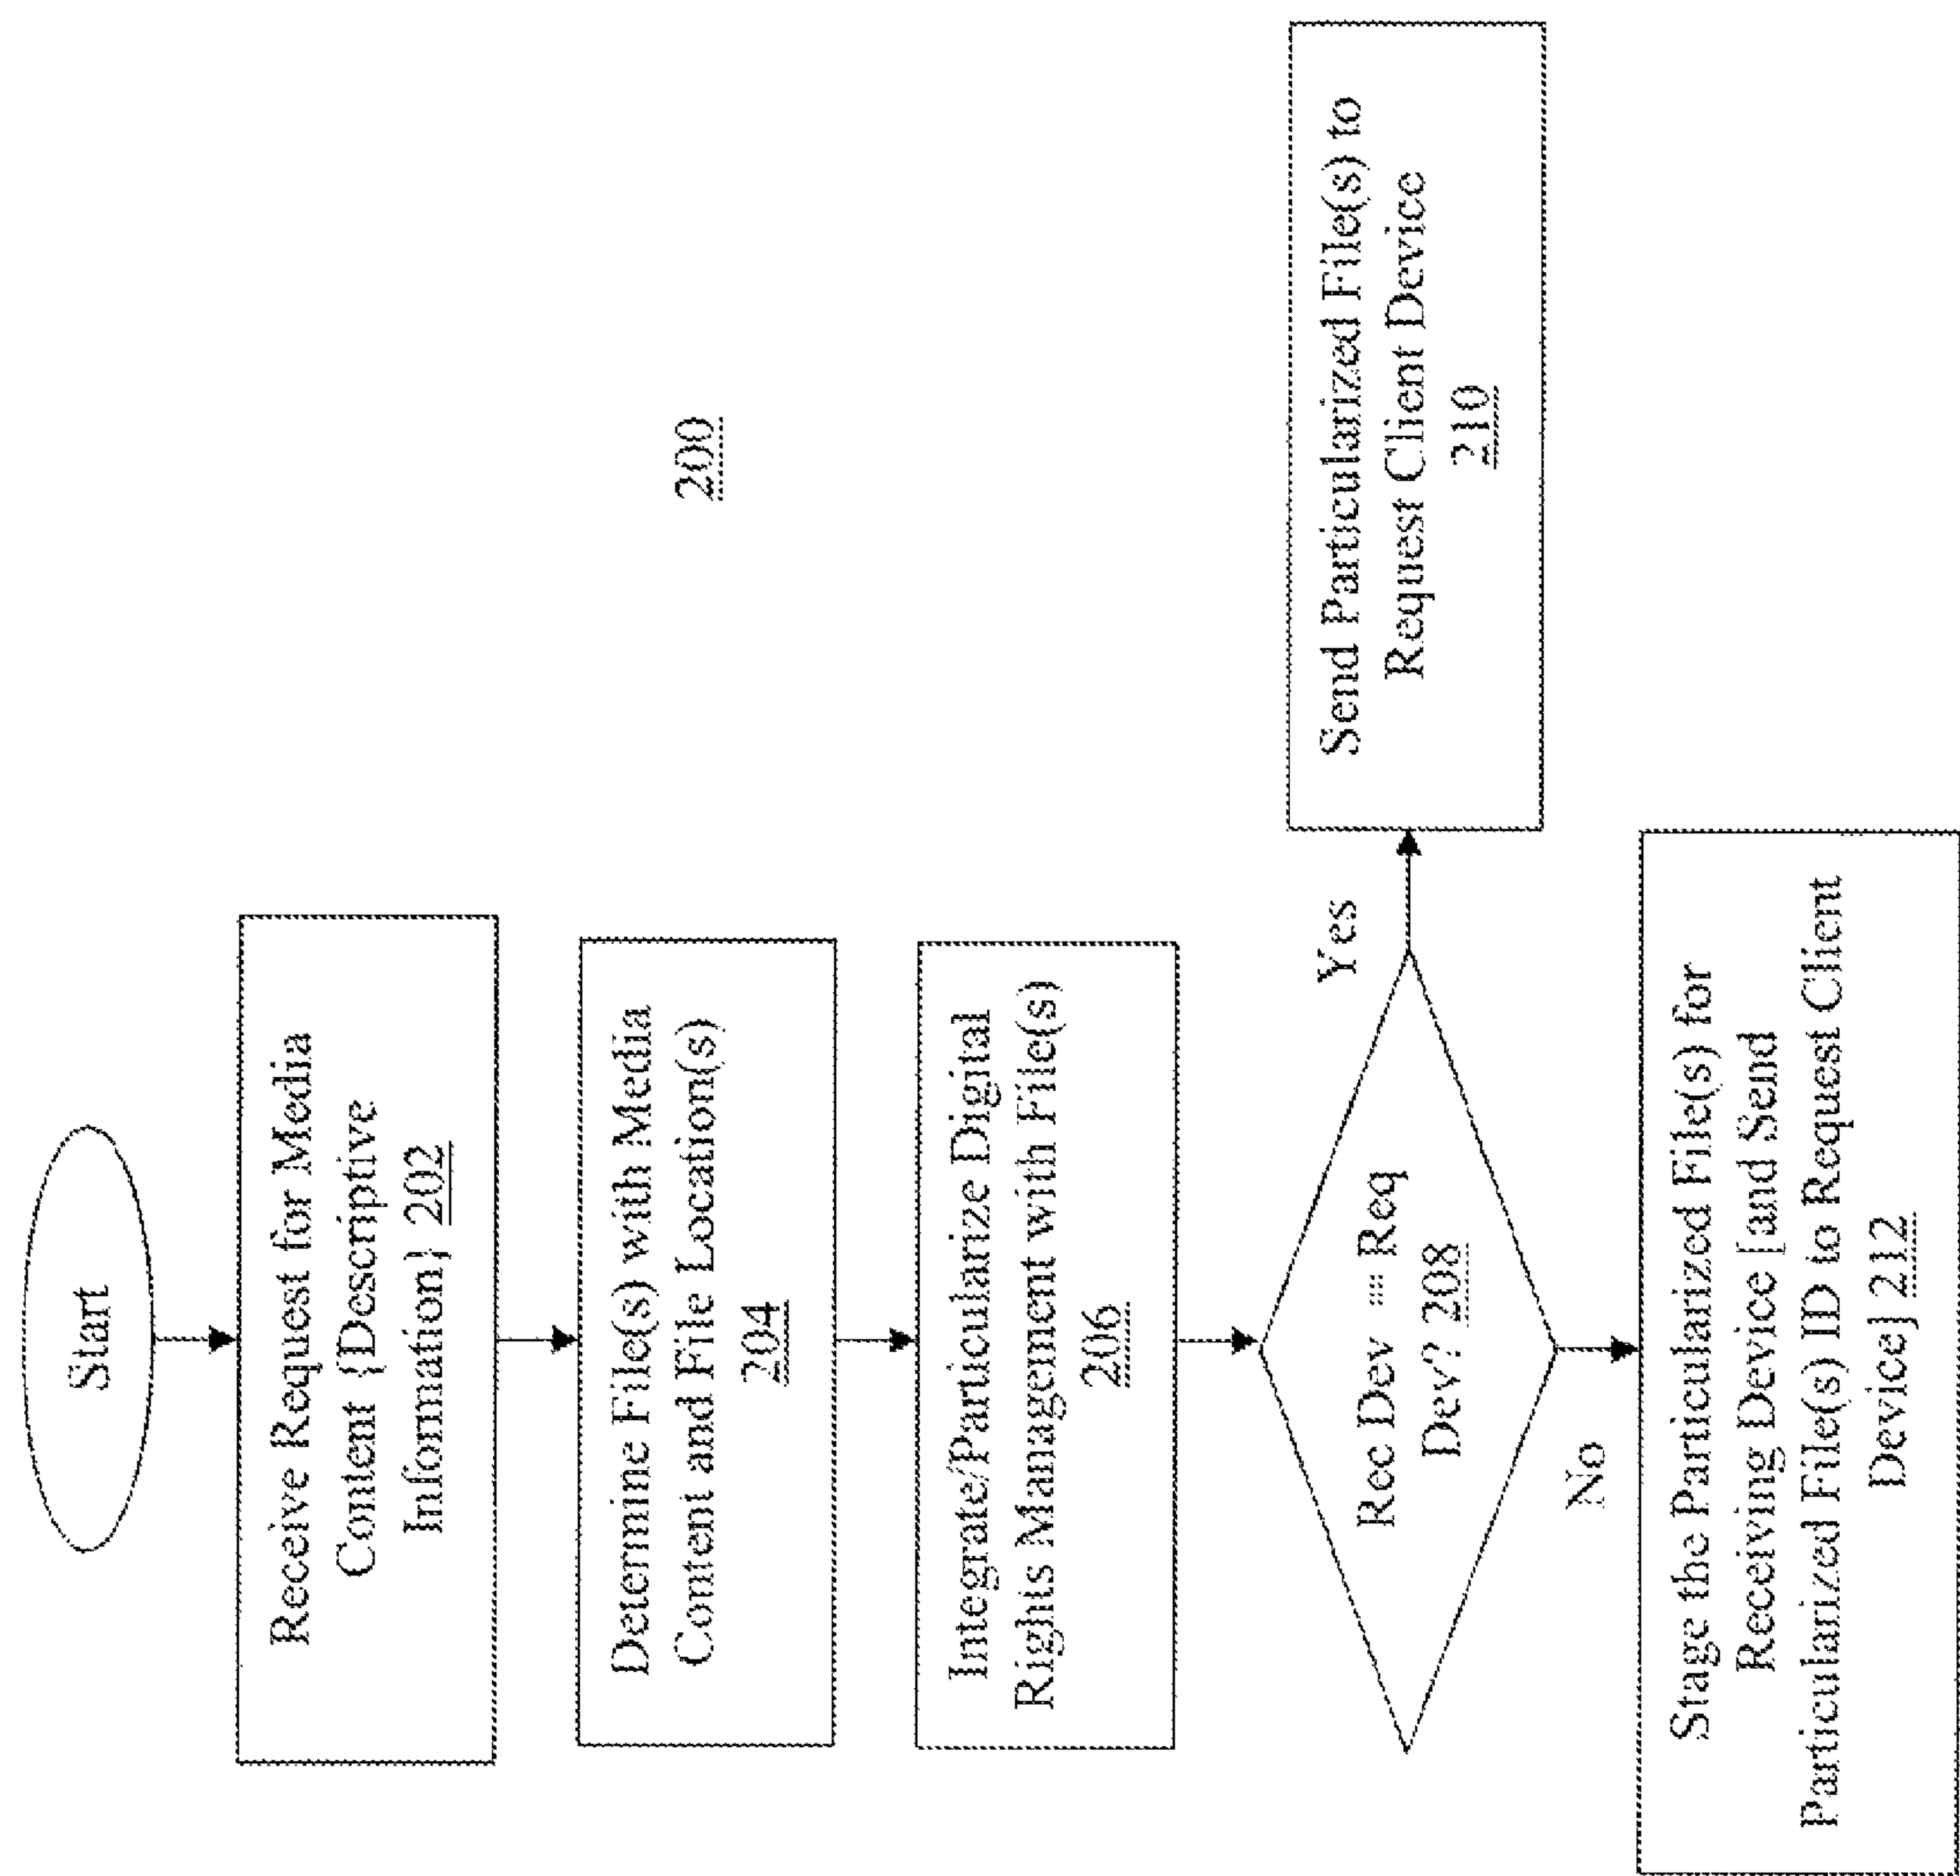 Start
Receive Request for Media
Content {Descriptive
Information} 202
Determine File(s) with Media
Content and File Location(s)
204
Integrate/Particularize Digital
Rights Management with File(s)
206
Rec Dev == Req
Dev? 208
Yes
No
Send Particularized File(s) to
Request Client Device
210
Stage the Particularized File(s) for
Receiving Device [and Send
Particularized File(s) ID to Request Client
Device] 212
200